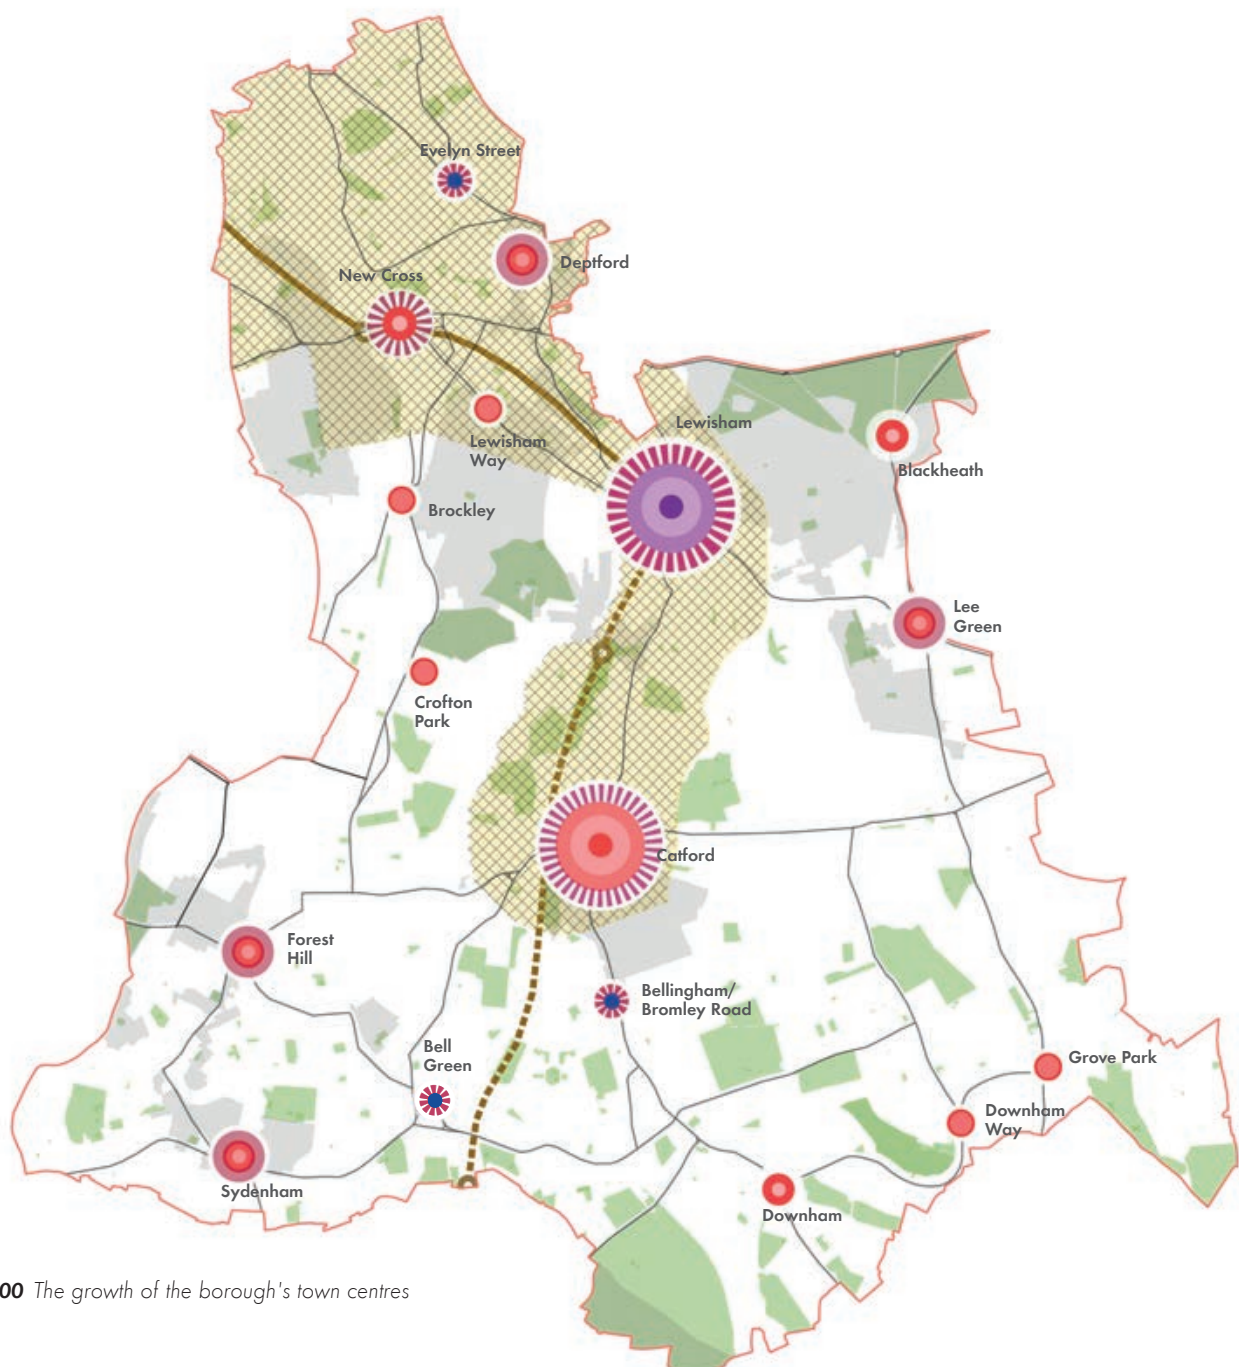 Evelyn Street
Deptford
New Cross
Lewisham
Lewisham
Way
Blackheath
Brockley
Lee
Green
Crofton
Park
Catford
Forest
Hill
Bellingham/
Bromley Road
Bell
Green
Grove Park
Downham
Way
Sydenham
Downham
00 The growth of the borough's town centres